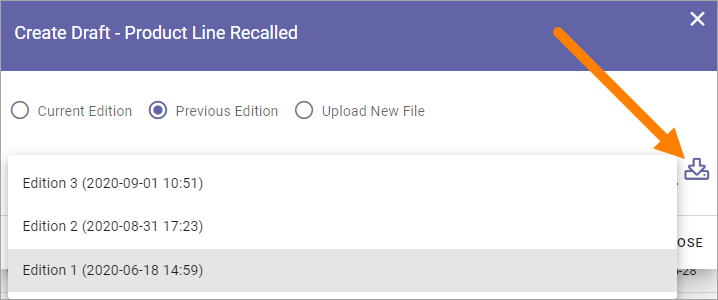 Create Draft - Product Line Recalled
Current Edition Previous Edition Upload New File
Edition 3 (2020-09-01 10:51)
Edition 2 (2020-08-31 17:23)
OSE
Edition 1 (2020-06-18 14:59)
-28